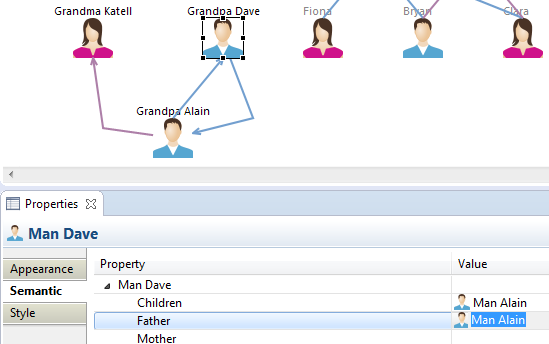 Grandma Katell
Grandpa Dave
Fiona
Bryan
Clara
Grandpa Alain
Properties
Man Dave
Appearance
Semantic
Style
Property Value
Man Dave
Children Man Alain
Father Man Alain
Mother